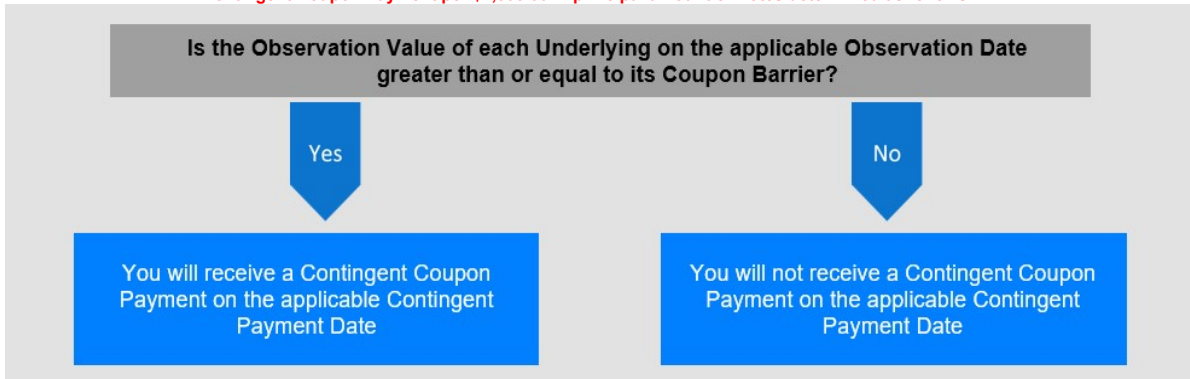 Is the Observation Value of each Underlying on the applicable Observation Date
greater than or equal to its Coupon Barrier?
Yes
No
You will receive a Contingent Coupon
Payment on the applicable Contingent
Payment Date
You will not receive a Contingent Coupon
Payment on the applicable Contingent
Payment Date